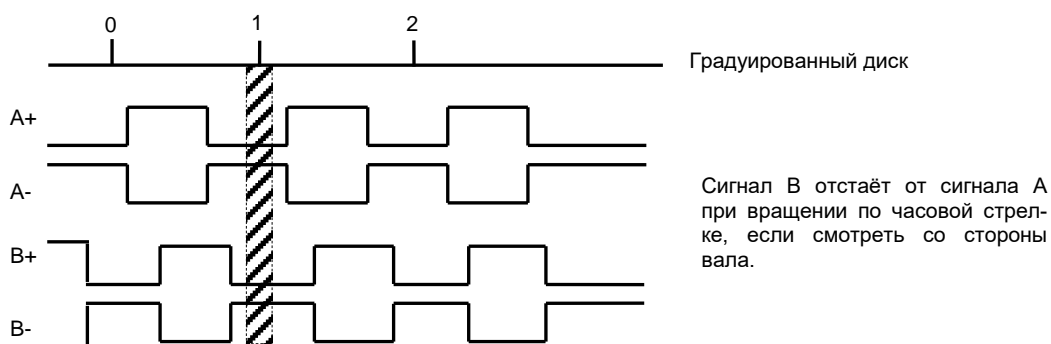 0 1 2
Градуированный диск
A+
A-
B+
B-
Сигнал B отстаёт от сигнала A
при вращении по часовой стрел-
ке, если смотреть со стороны
вала.